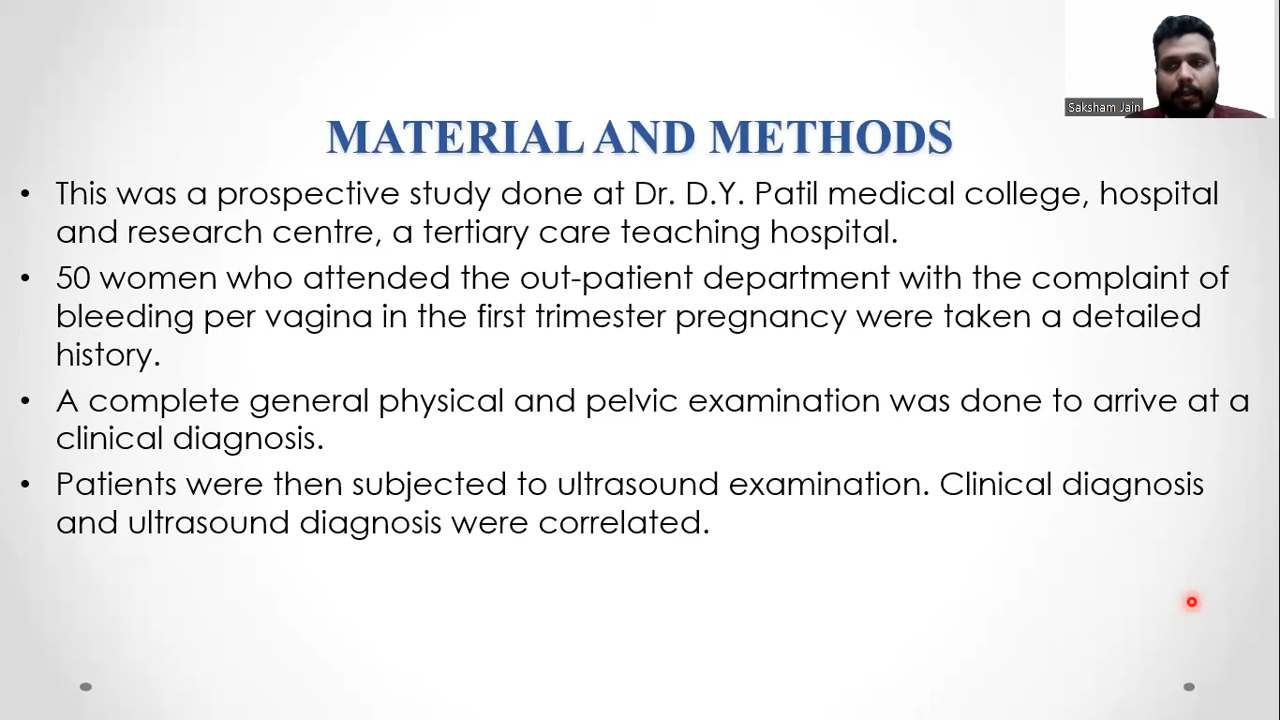 Saksham Jain
MATERIAL AND METHODS
• This was a prospective study done at Dr. D.Y. Patil medical college, hospital
and research centre, a tertiary care teaching hospital.
• 50 women who attended the out-patient department with the complaint of
bleeding per vagina in the first trimester pregnancy were taken a detailed
history.
• A complete general physical and pelvic examination was done to arrive at a
clinical diagnosis.
• Patients were then subjected to ultrasound examination. Clinical diagnosis
and ultrasound diagnosis were correlated.